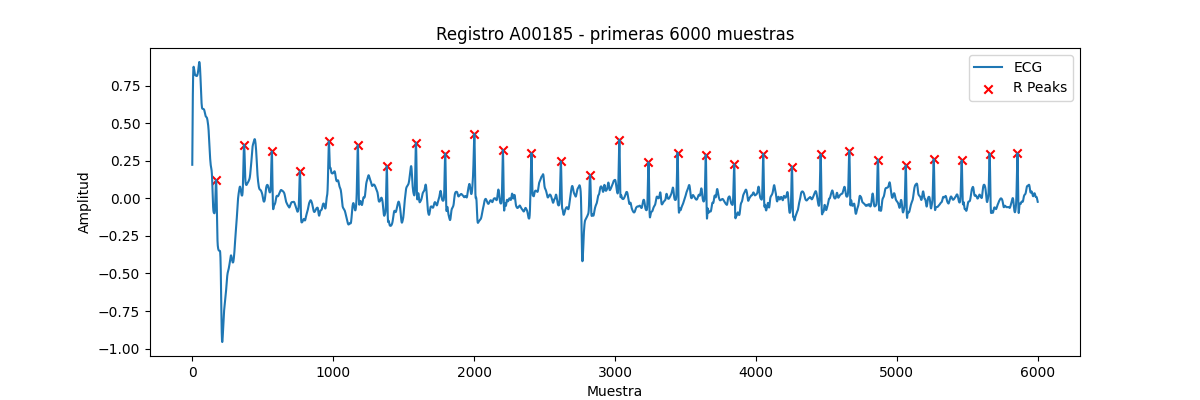 Registro A00185 - primeras 6000 muestras
ECG
R Peaks
Amplitud
0.75
0.50
0.25
0.00
−0.25
−0.50
−0.75
−1.00
0 1000 2000 3000 4000 5000 6000
Muestra